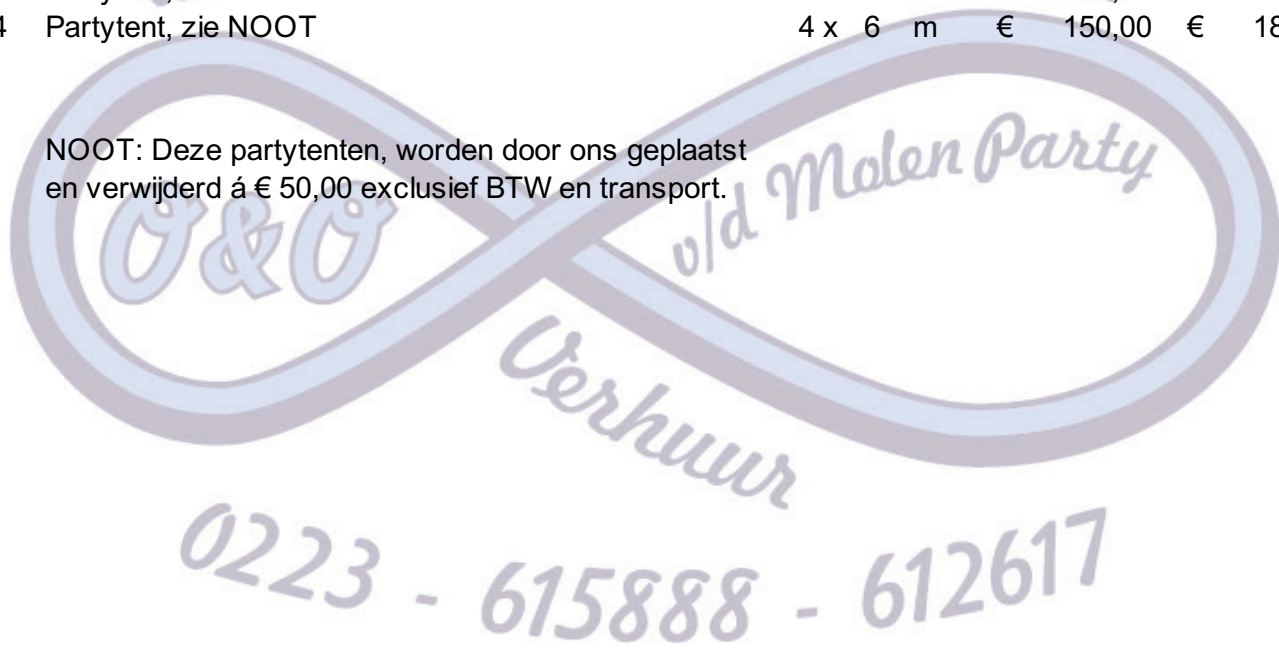 Partytent, zie NOOT 4 x 6 m € 150,00 €
NOOT: Deze partytenten, worden door ons geplaatst
en verwijderd á € 50,00 exclusief BTW en transport.
O&O
v/d Molen Party
Verhuur
0223 - 615888 - 612617